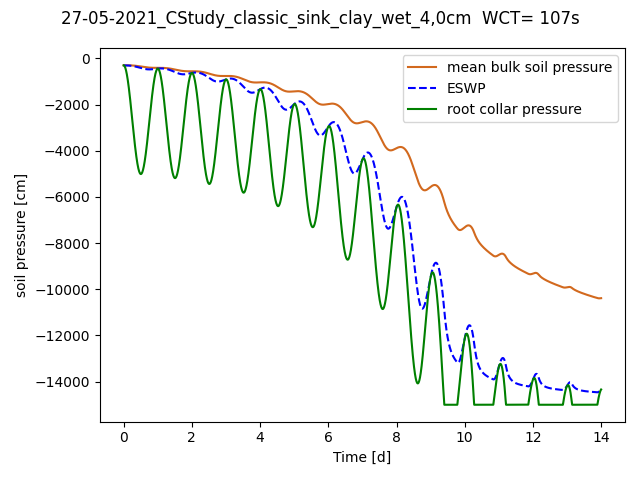 27-05-2021_CStudy_classic_sink_clay_wet_4,0cm  WCT= 107s
mean bulk soil pressure
ESWP
root collar pressure
soil pressure [cm]
0
−2000
−4000
−6000
−8000
−10000
−12000
−14000
0 2 4 6 8 10 12 14
Time [d]